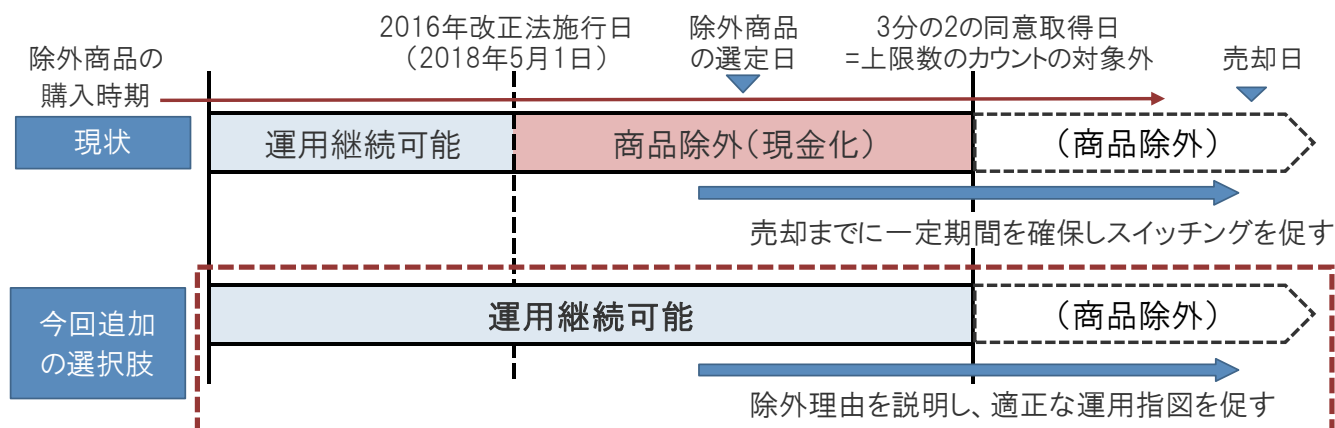 2016年改正法施行日
（2018年5月1日）
除外商品
の選定日
3分の2の同意取得日
=上限数のカウントの対象外
売却日
除外商品の
購入時期
現状
運用継続可能
商品除外（現金化）
（商品除外）
売却までに一定期間を確保しスイッチングを促す
今回追加
の選択肢
運用継続可能
（商品除外）
除外理由を説明し、適正な運用指図を促す